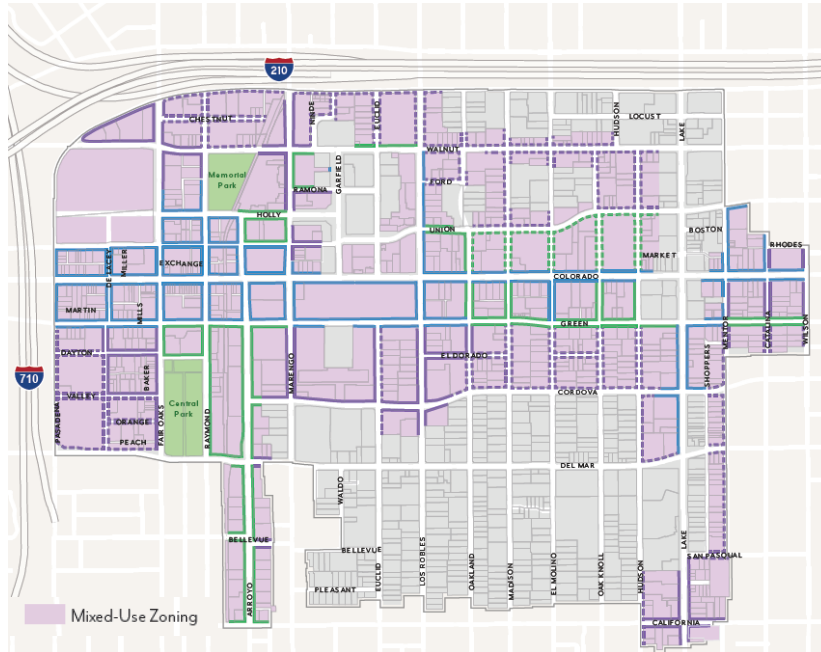 210
HUDSON
LOCUST
LAKE
RIDE
EUCLID
CHESTNUT
WALNUT
GARFIELD
Memorial
Park
FORD
RAMONA
HOLLY
UNION
BOSTON
RHODES
DE LACEY
MILLER
EXCHANGE
MARKET
COLORADO
MARTIN
MILLS
GREEN
DAYTON
EL DORADO
MARENGO
MENTOR
CATALINA
WILSON
SHOPPERS
710
BAKER
VALLEY
CORDOVA
PASADENA
FAIR OAKS
Central
Park
RAYMOND
ORANGE
PEACH
DEL MAR
WALDO
BELLEVUE
BELLEVUE
SAN PASQUAL
PLEASANT
EUCLID
LOS ROBLES
OAKLAND
MADISON
EL MOLINO
OAK KNOLL
HUDSON
LAKE
ARROYO
CALIFORNIA
Mixed-Use Zoning